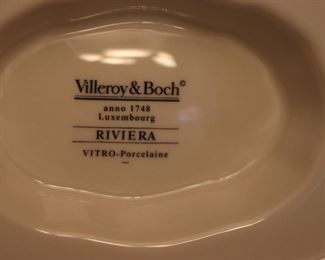 Villeroy & Boch©
anno 1748
Luxembourg
RIVIERA
VITRO-Porcelaine